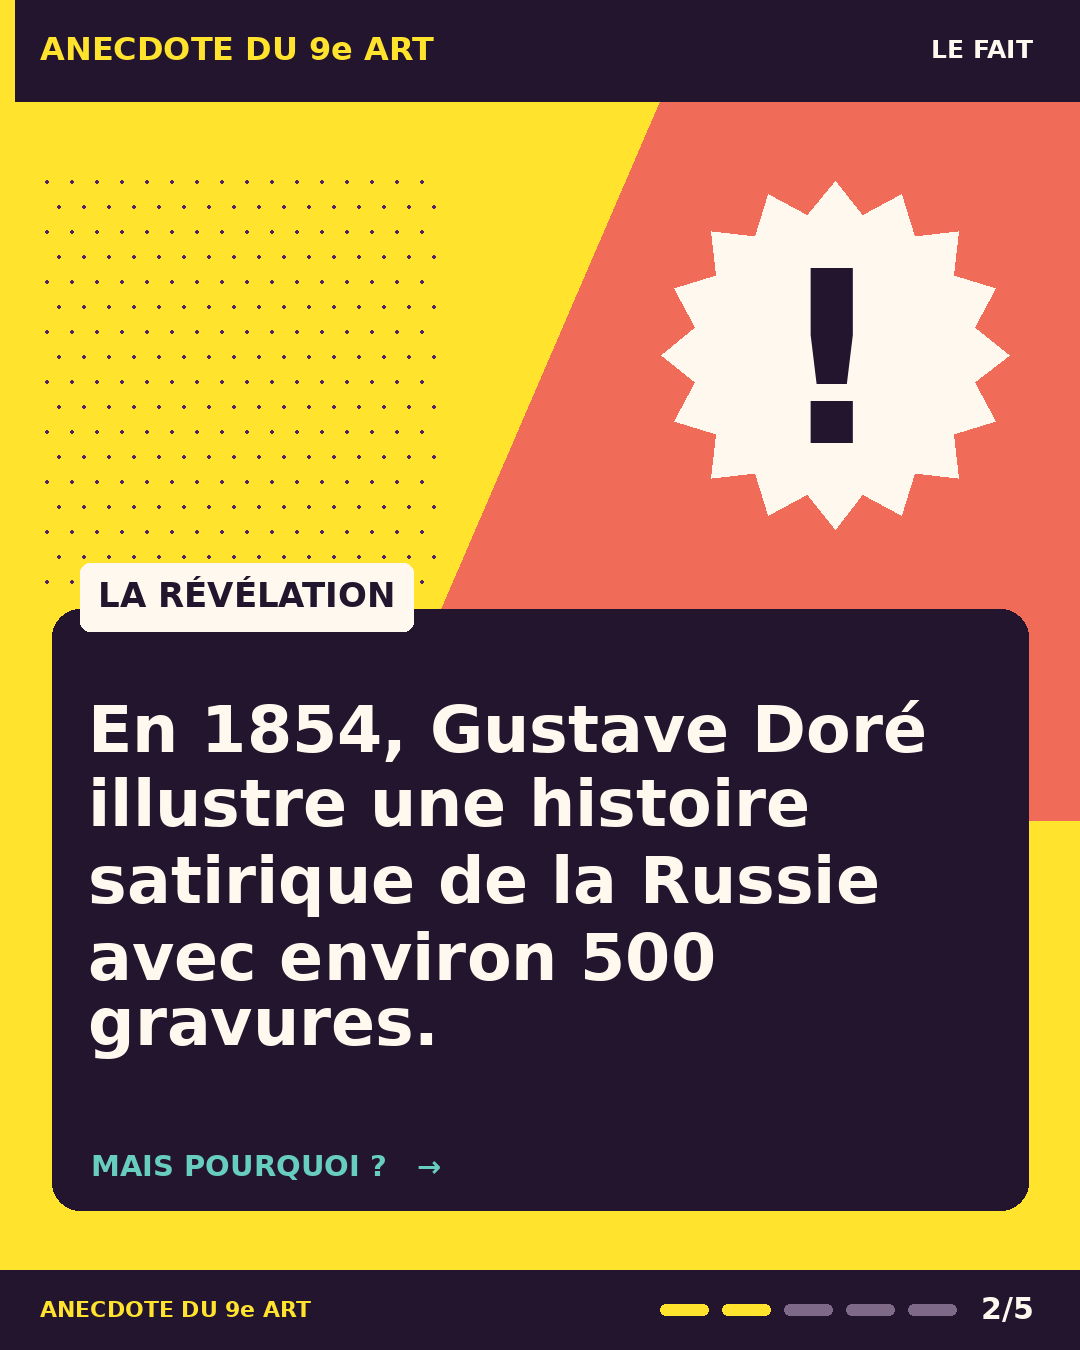 ANECDOTE DU 9e ART
LE FAIT
!
LA RÉVÉLATION
En 1854, Gustave Doré
illustre une histoire
satirique de la Russie
avec environ 500
gravures.
MAIS POURQUOI ? →
ANECDOTE DU 9e ART
2/5